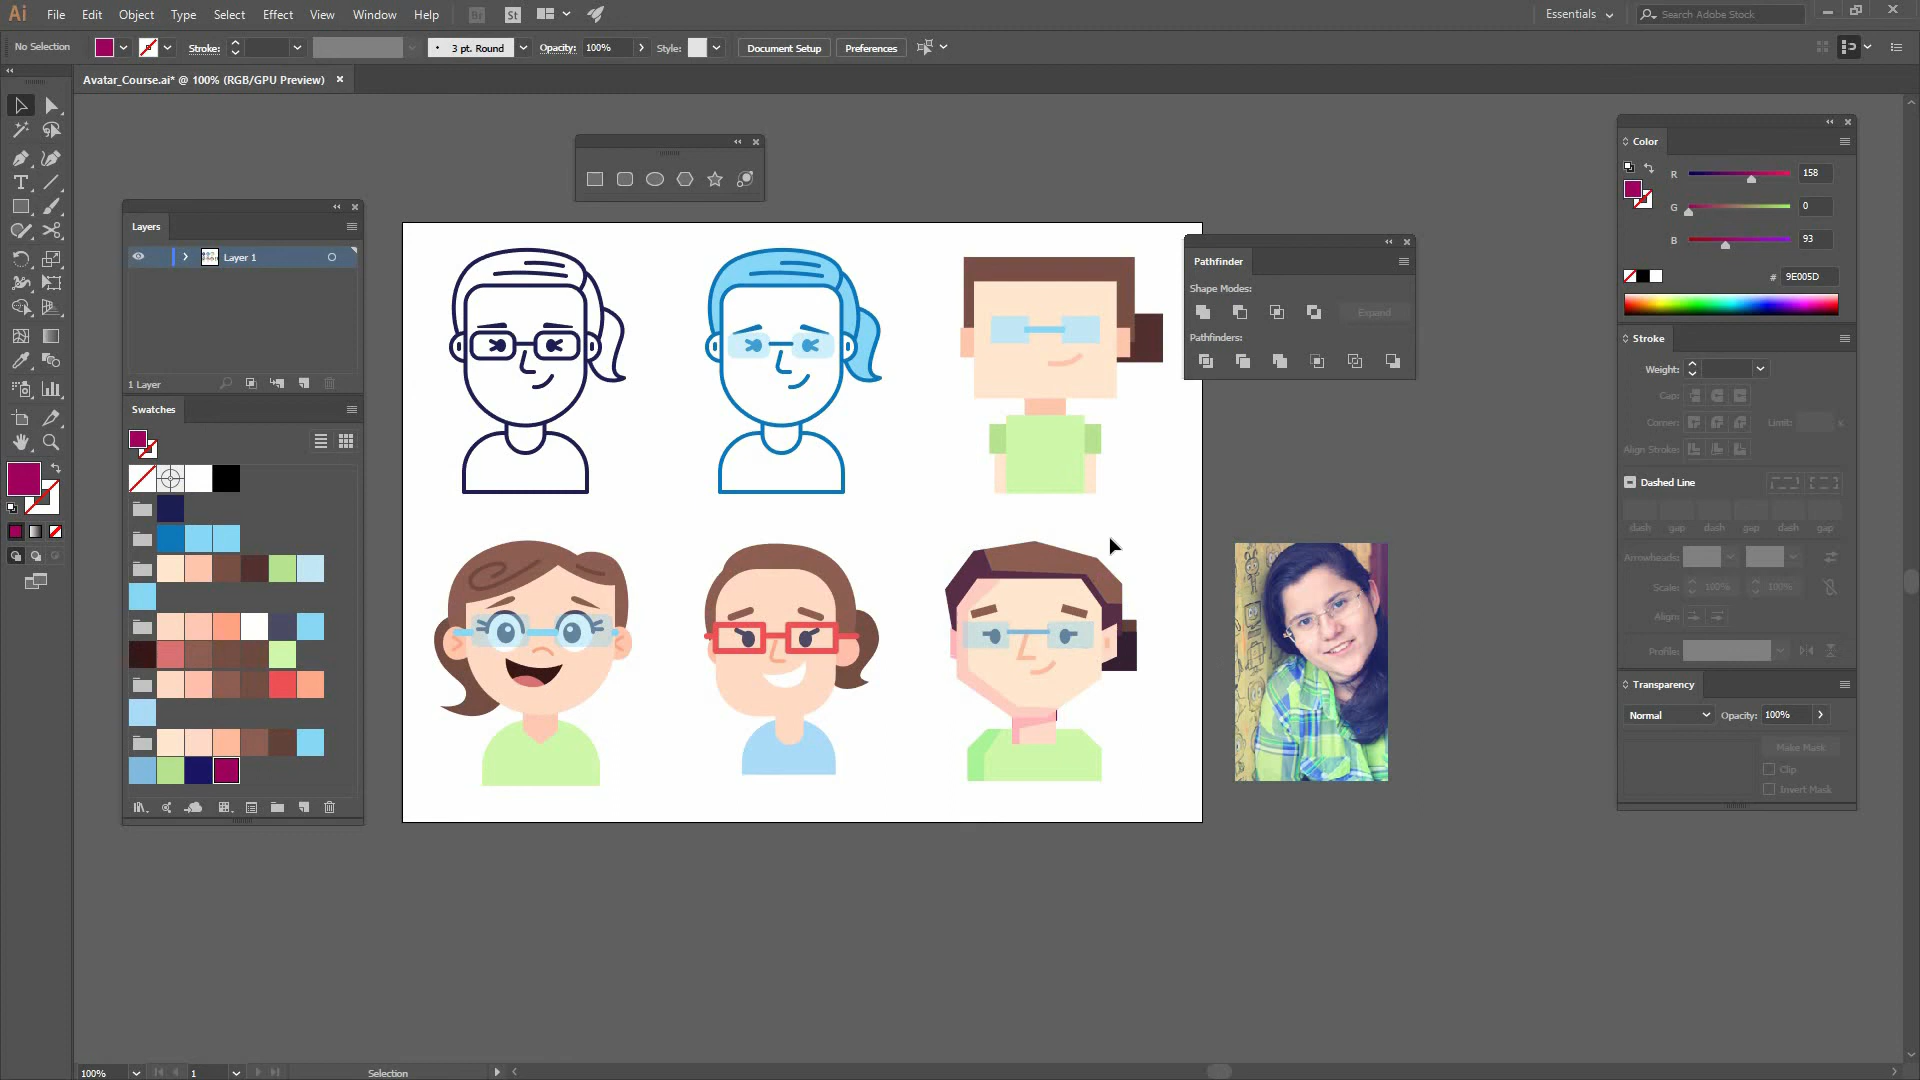 Ai File Edit Object Type Select Effect View Window Help Br St Essentials Search Adobe Stock
No Selection Stroke: 3 pt. Round Opacity: 100% Style: Document Setup Preferences
Avatar_Course.ai* @ 100% (RGB/GPU Preview)
Layers
Layer 1
1 Layer
Swatches
Pathfinder
Shape Modes:
Expand
Pathfinders:
Color
R 158
G 0
B 93
# 9E005D
Stroke
Weight:
Cap:
Corner: Limit: x
Align Stroke:
Dashed Line
dash gap dash gap dash gap
Arrowheads:
Scale: 100% 100%
Align:
Profile:
Transparency
Normal Opacity: 100%
Make Mask
Clip
Invert Mask
100% 1 Selection